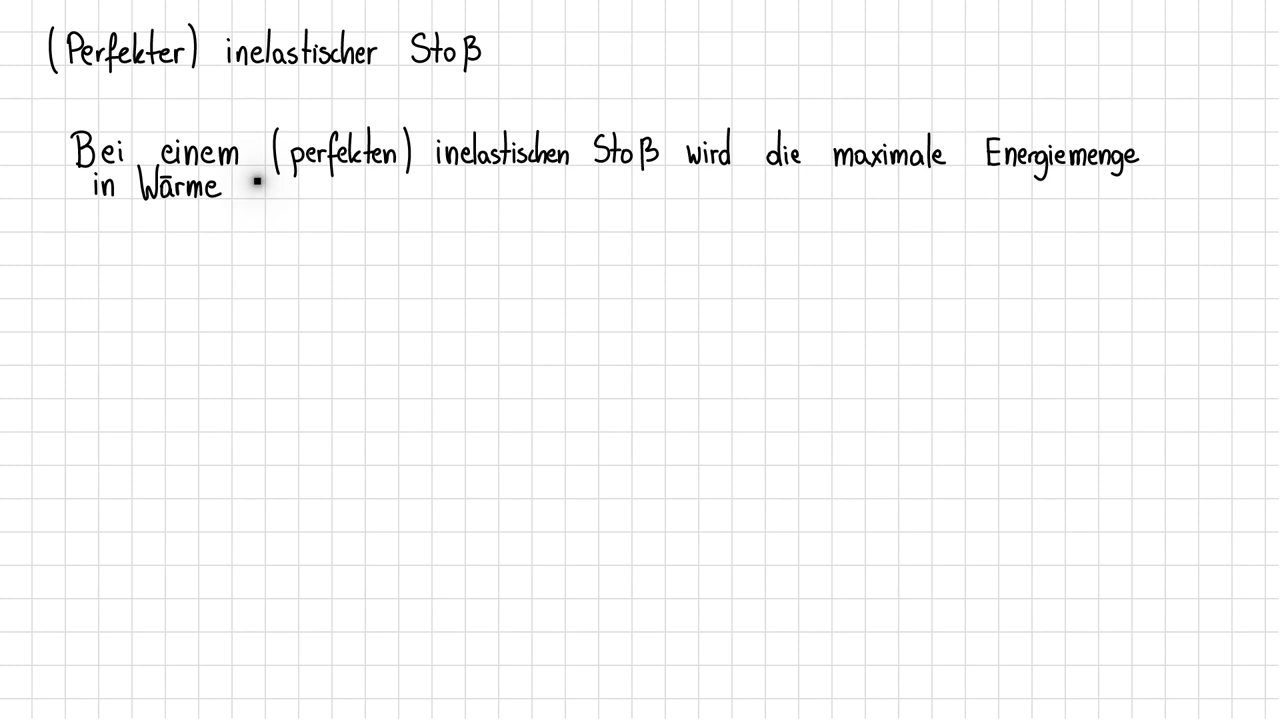 (Perfekter) inelastischer Stoß
Bei einem (perfekten) inelastischen Stoß wird die maximale Energiemenge
in Wärme